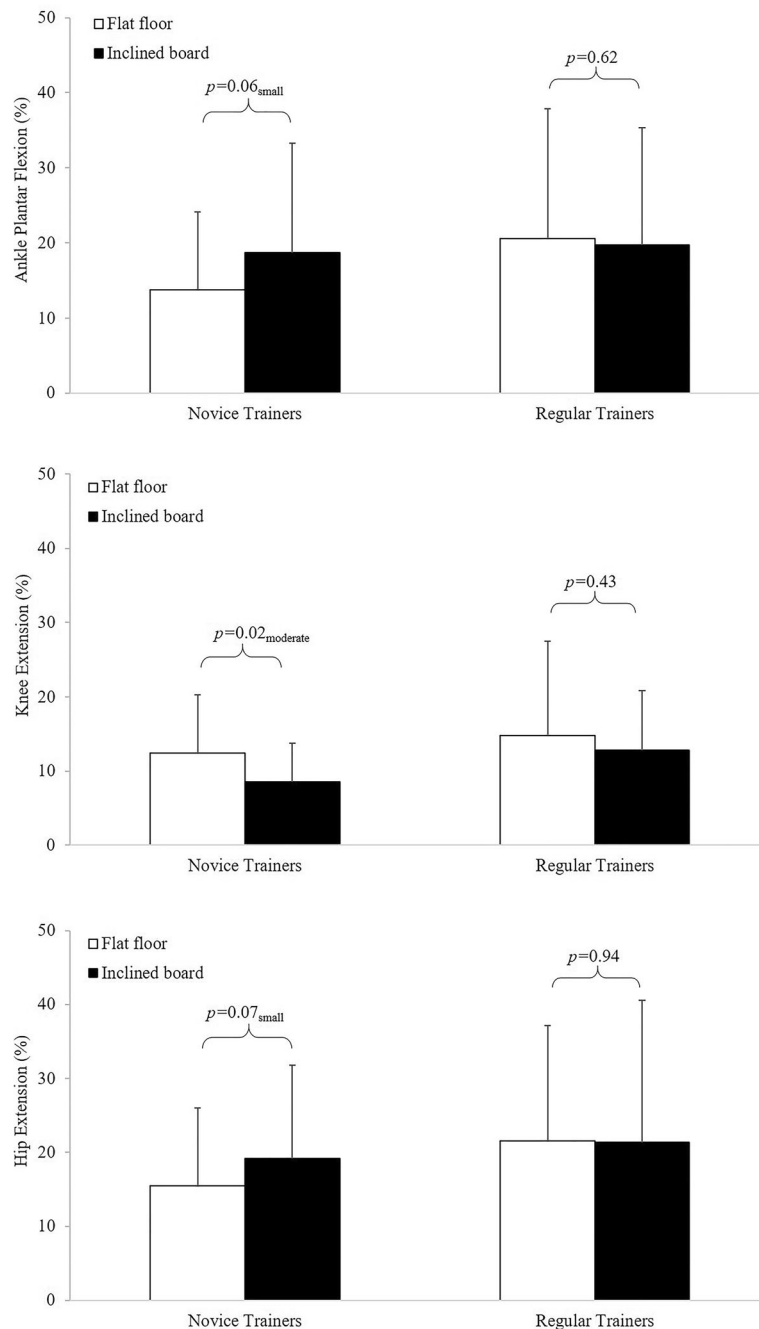 50
40
30
20
10
0
Ankle Plantar Flexion (%)
Flat floor
Inclined board
p=0.06small
p=0.62
Novice Trainers
Regular Trainers
50
40
30
20
10
0
Knee Extension (%)
Flat floor
Inclined board
p=0.02moderate
p=0.43
Novice Trainers
Regular Trainers
50
40
30
20
10
0
Hip Extension (%)
Flat floor
Inclined board
p=0.07small
p=0.94
Novice Trainers
Regular Trainers